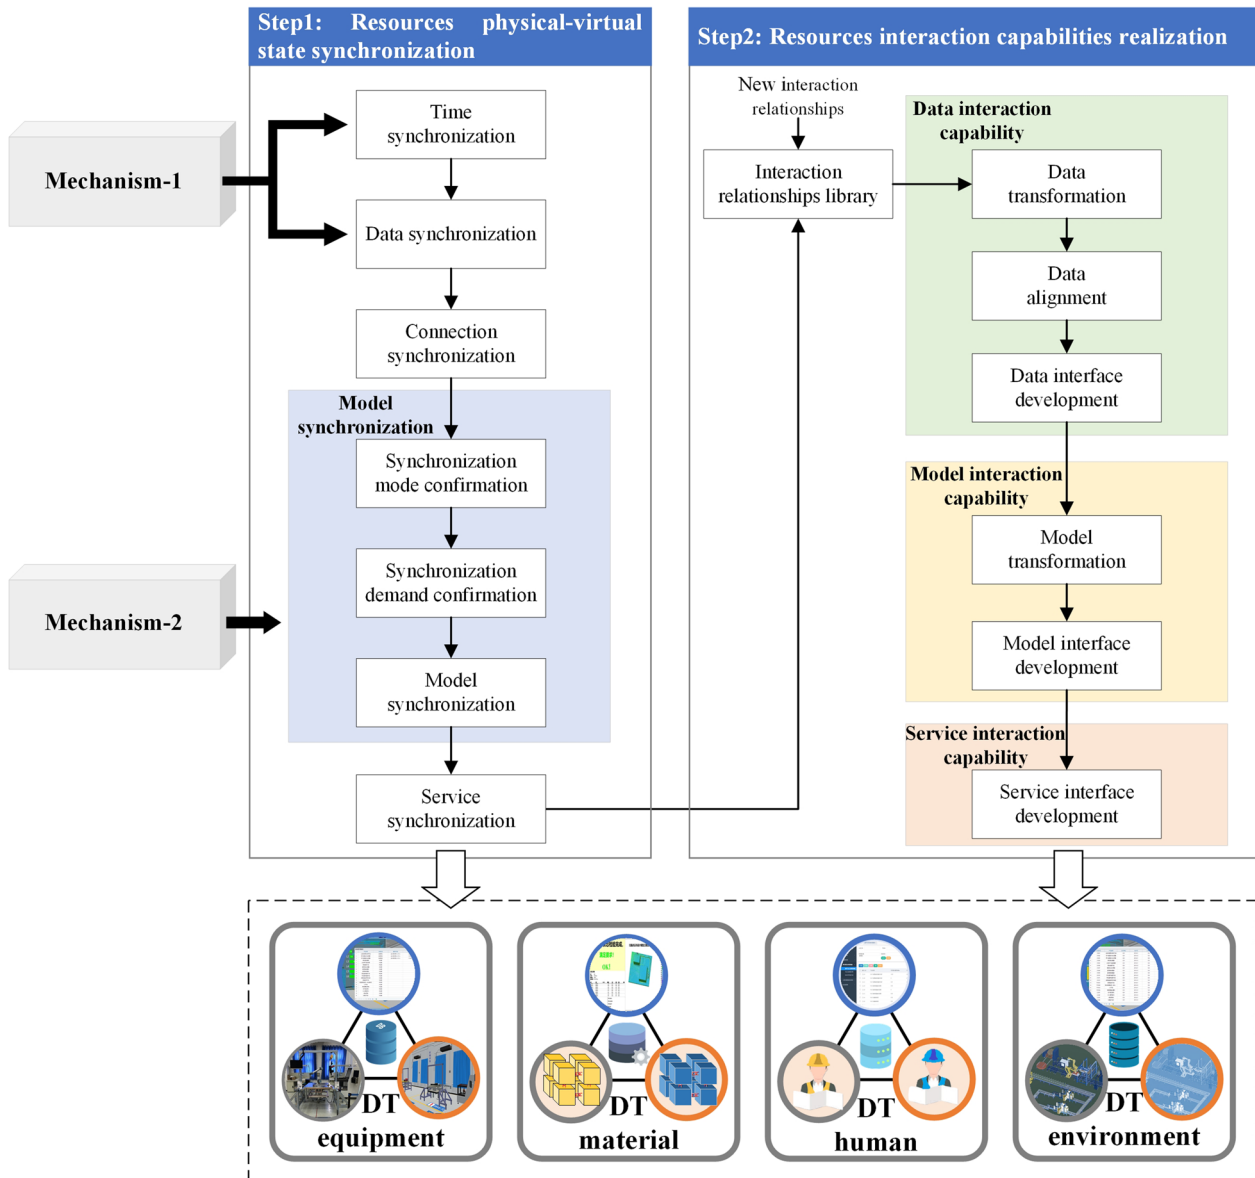 Step1: Resources physical-virtual
state synchronization
Mechanism-1
Time
synchronization
Data synchronization
Connection
synchronization
Model
synchronization
Synchronization
mode confirmation
Mechanism-2
Synchronization
demand confirmation
Model
synchronization
Service
synchronization
Step2: Resources interaction capabilities realization
New interaction
relationships
Interaction
relationships library
Data interaction
capability
Data
transformation
Data
alignment
Data interface
development
Model interaction
capability
Model
transformation
Model interface
development
Service interaction
capability
Service interface
development
DT
equipment
DT
material
DT
human
DT
environment